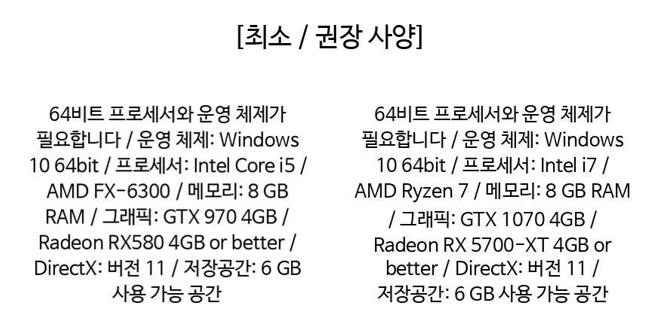 [최소 / 권장 사양]
64비트 프로세서와 운영 체제가
필요합니다 / 운영 체제: Windows
10 64bit / 프로세서: Intel Core i5 /
AMD FX-6300 / 메모리: 8 GB
RAM / 그래픽: GTX 970 4GB /
Radeon RX580 4GB or better /
DirectX: 버전 11 / 저장공간: 6 GB
사용 가능 공간
64비트 프로세서와 운영 체제가
필요합니다 / 운영 체제: Windows
10 64bit / 프로세서: Intel i7 /
AMD Ryzen 7 / 메모리: 8 GB RAM
/ 그래픽: GTX 1070 4GB /
Radeon RX 5700-XT 4GB or
better / DirectX: 버전 11 /
저장공간: 6 GB 사용 가능 공간